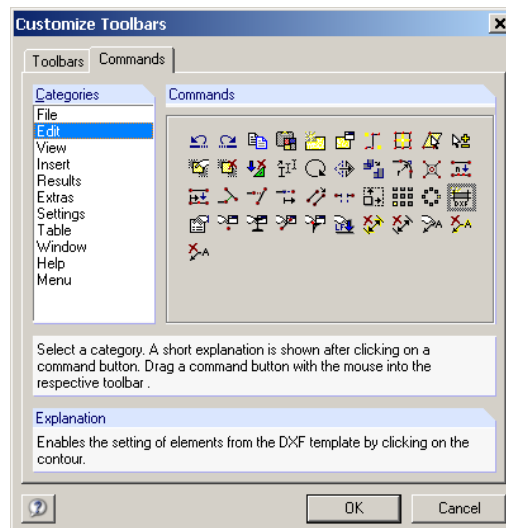 Customize Toolbars
Toolbars Commands
Categories Commands
File
Edit
View
Insert
Results
Extras
Settings
Table
Window
Help
Menu
DXF
Select a category. A short explanation is shown after clicking on a
command button. Drag a command button with the mouse into the
respective toolbar .
Explanation
Enables the setting of elements from the DXF template by clicking on the
contour.
OK Cancel